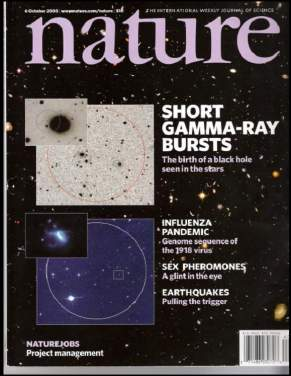 6 October 2005 www.nature.com/nature $10 THE INTERNATIONAL WEEKLY JOURNAL OF SCIENCE
nature
SHORT
GAMMA-RAY
BURSTS
The birth of a black hole
seen in the stars
INFLUENZA
PANDEMIC
Genome sequence of
the 1918 virus
SEX PHEROMONES
A glint in the eye
EARTHQUAKES
Pulling the trigger
NATUREJOBS
Project management